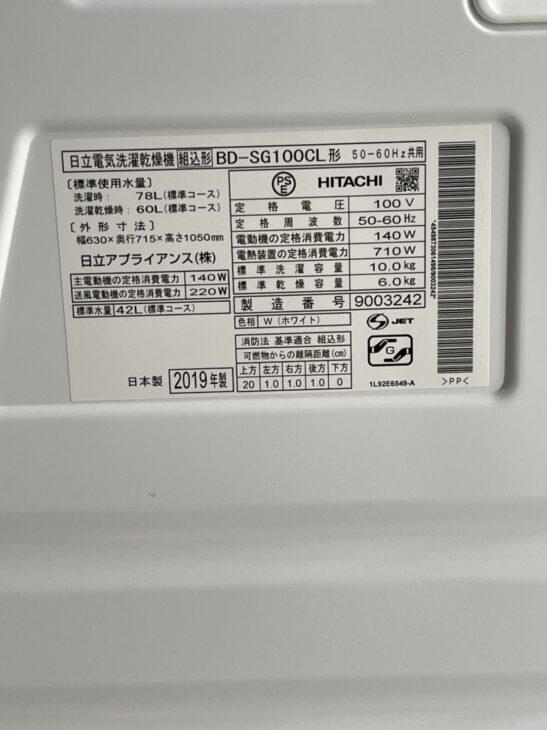 日立電気洗濯乾燥機 組込形 BD-SG100CL形 50-60Hz共用
〔標準使用水量〕
洗濯時: 78L(標準コース)
洗濯乾燥時: 60L(標準コース)
〔外形寸法〕
幅630×奥行715×高さ1050mm
日立アプライアンス(株)
主電動機の定格消費電力 140W
送風電動機の定格消費電力 220W
標準水量 42L(標準コース)
日本製 2019年製
PSE HITACHI
定格電圧 100V
定格周波数 50-60Hz
電動機の定格消費電力 140W
電熱装置の定格消費電力 710W
標準洗濯容量 10.0kg
標準乾燥容量 6.0kg
製造番号 9003242
色相 W(ホワイト)
消防法 基準適合 組込形
可燃物からの離隔距離(cm)
上方 左方 右方 後方 下方
20 1.0 1.0 1.0 0
S JET
G
1L92E6549-A
>PP<